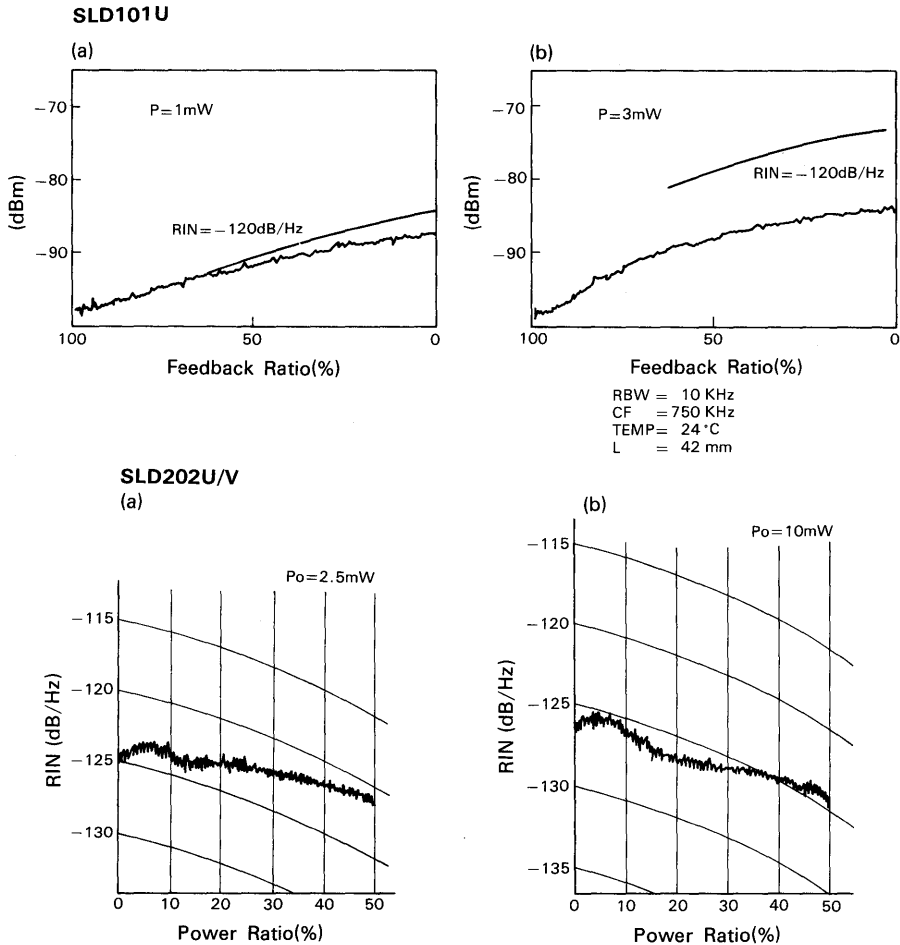 SLD101U
(a)
P=1mW
RIN=−120dB/Hz
(dBm)
−70
−80
−90
100
50
0
Feedback Ratio(%)
(b)
P=3mW
RIN=−120dB/Hz
(dBm)
−70
−80
−90
100
50
0
Feedback Ratio(%)
RBW = 10 KHz
CF =750 KHz
TEMP= 24°C
L = 42 mm
SLD202U/V
(a)
Po=2.5mW
RIN (dB/Hz)
−115
−120
−125
−130
0 10 20 30 40 50
Power Ratio(%)
(b)
Po=10mW
RIN (dB/Hz)
−115
−120
−125
−130
−135
0 10 20 30 40 50
Power Ratio(%)